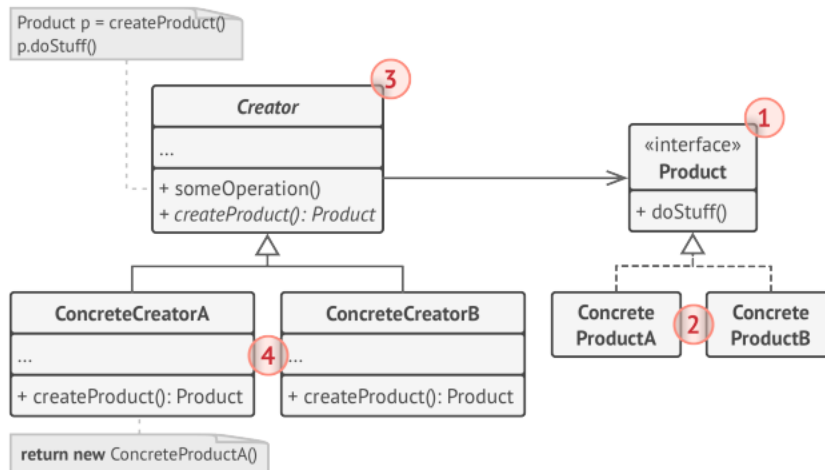 Product p = createProduct()
p.doStuff()
3
Creator
...
+ someOperation()
+ createProduct(): Product
1
«interface»
Product
+ doStuff()
ConcreteCreatorA
...
+ createProduct(): Product
ConcreteCreatorB
...
+ createProduct(): Product
4
Concrete
ProductA
2
Concrete
ProductB
return new ConcreteProductA()